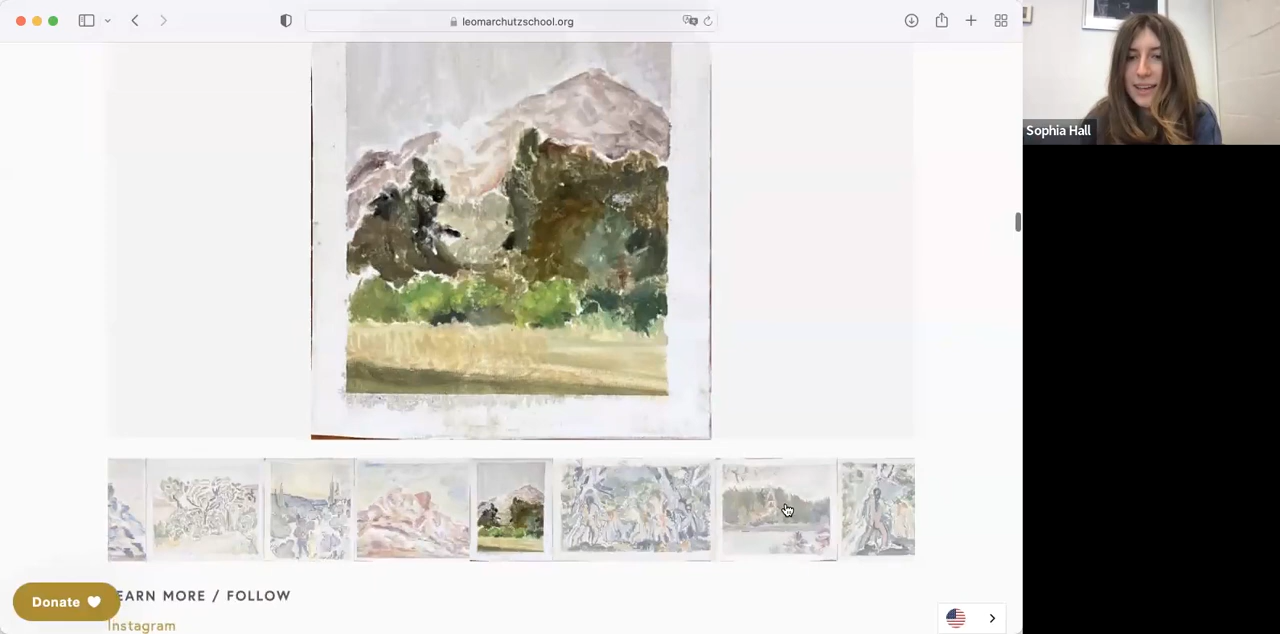 leomarchutzschool.org
Sophia Hall
EARN MORE / FOLLOW
Donate
Instagram